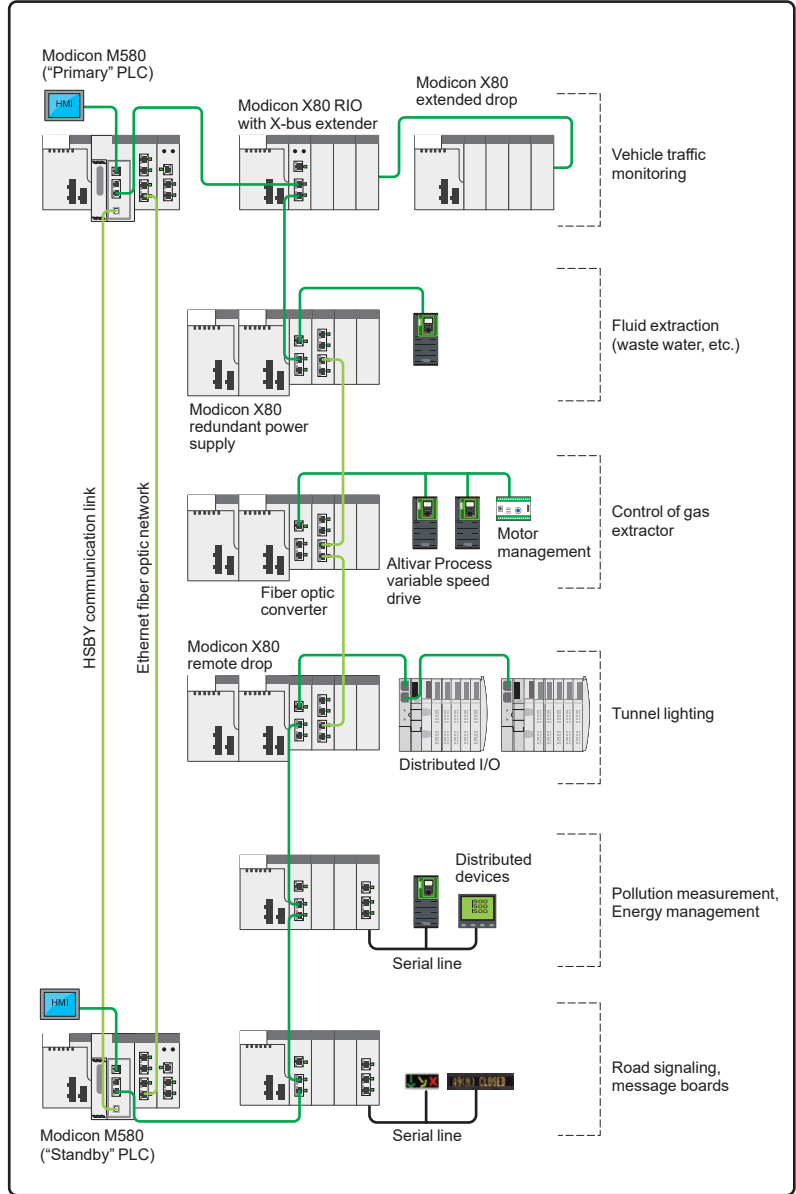 Modicon M580
(“Primary” PLC)
HMI
Modicon X80 RIO
with X-bus extender
Modicon X80
extended drop
Vehicle traffic
monitoring
Fluid extraction
(waste water, etc.)
Modicon X80
redundant power
supply
HSBY communication link
Ethernet fiber optic network
Control of gas
extractor
Motor
management
Altivar Process
variable speed
drive
Fiber optic
converter
Modicon X80
remote drop
Tunnel lighting
Distributed I/O
Distributed
devices
1500
1500
1500
Pollution measurement,
Energy management
Serial line
HMI
Road signaling,
message boards
49(N) CLOSED
Serial line
Modicon M580
(“Standby” PLC)